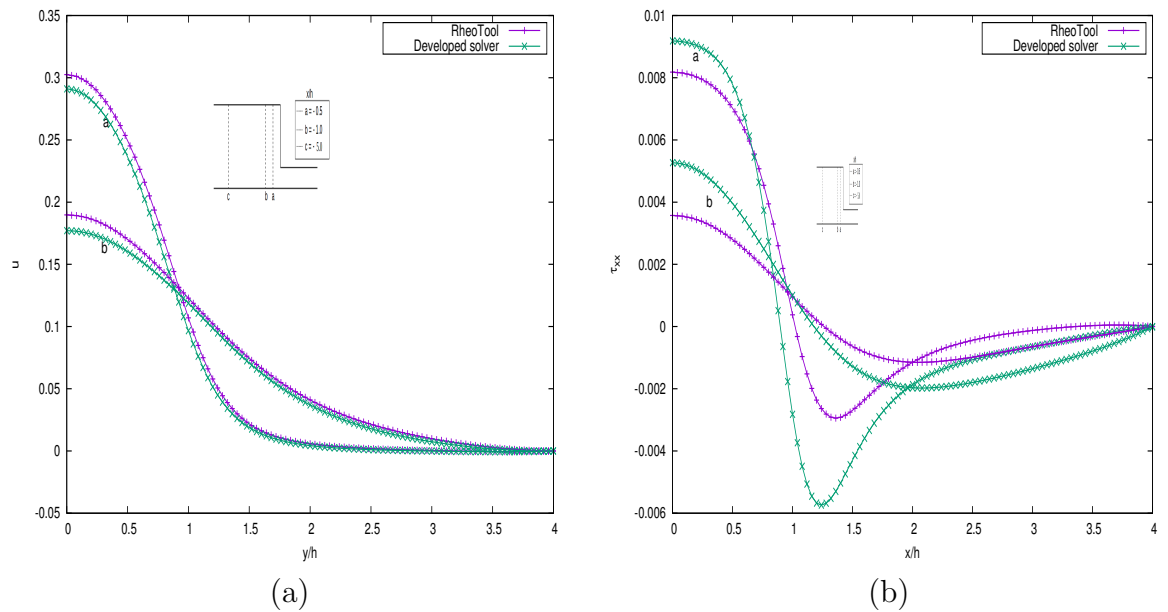 0.35
0.3
0.25
0.2
0.15
0.1
0.05
0
-0.05
0 0.5 1 1.5 2 2.5 3 3.5 4
u
y/h
RheoTool
Developed solver
a
b
x/h
a = - 0.5
b = - 1.0
c = - 5.0
c b a
(a)
0.01
0.008
0.006
0.004
0.002
0
-0.002
-0.004
-0.006
0 0.5 1 1.5 2 2.5 3 3.5 4
τxx
x/h
RheoTool
Developed solver
a
b
(b)